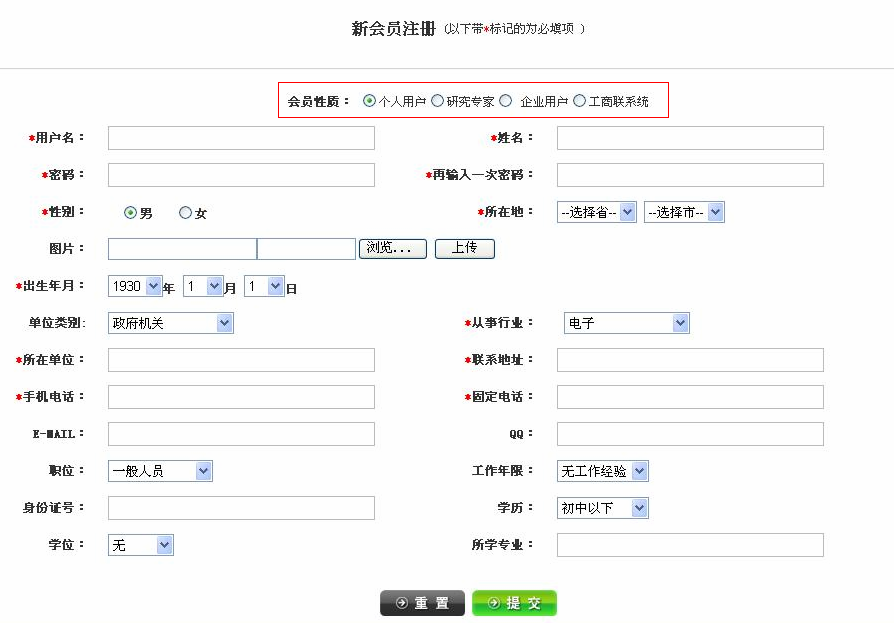 新会员注册 (以下带*标记的为必填项 )
会员性质： 个人用户 研究专家 企业用户 工商联系统
*用户名： *姓名：
*密码： *再输入一次密码：
*性别： 男 女 *所在地： --选择省-- --选择市--
图片： 浏览... 上传
*出生年月： 1930 年 1 月 1 日
单位类别: 政府机关 *从事行业： 电子
*所在单位： *联系地址：
*手机电话： *固定电话：
E-MAIL： QQ：
职位： 一般人员 工作年限： 无工作经验
身份证号： 学历： 初中以下
学位： 无 所学专业：
重 置 提 交